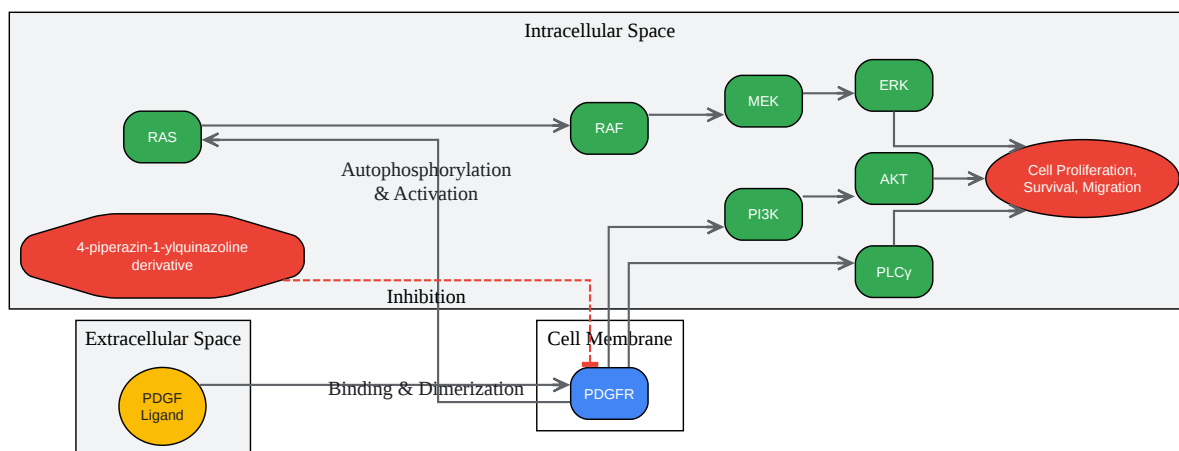 Intracellular Space
ERK
MEK
RAF
RAS
Autophosphorylation
& Activation
Cell Proliferation,
Survival, Migration
AKT
PI3K
4-piperazin-1-ylquinazoline
derivative
PLCγ
Inhibition
Extracellular Space
Cell Membrane
Binding & Dimerization
PDGFR
PDGF
Ligand